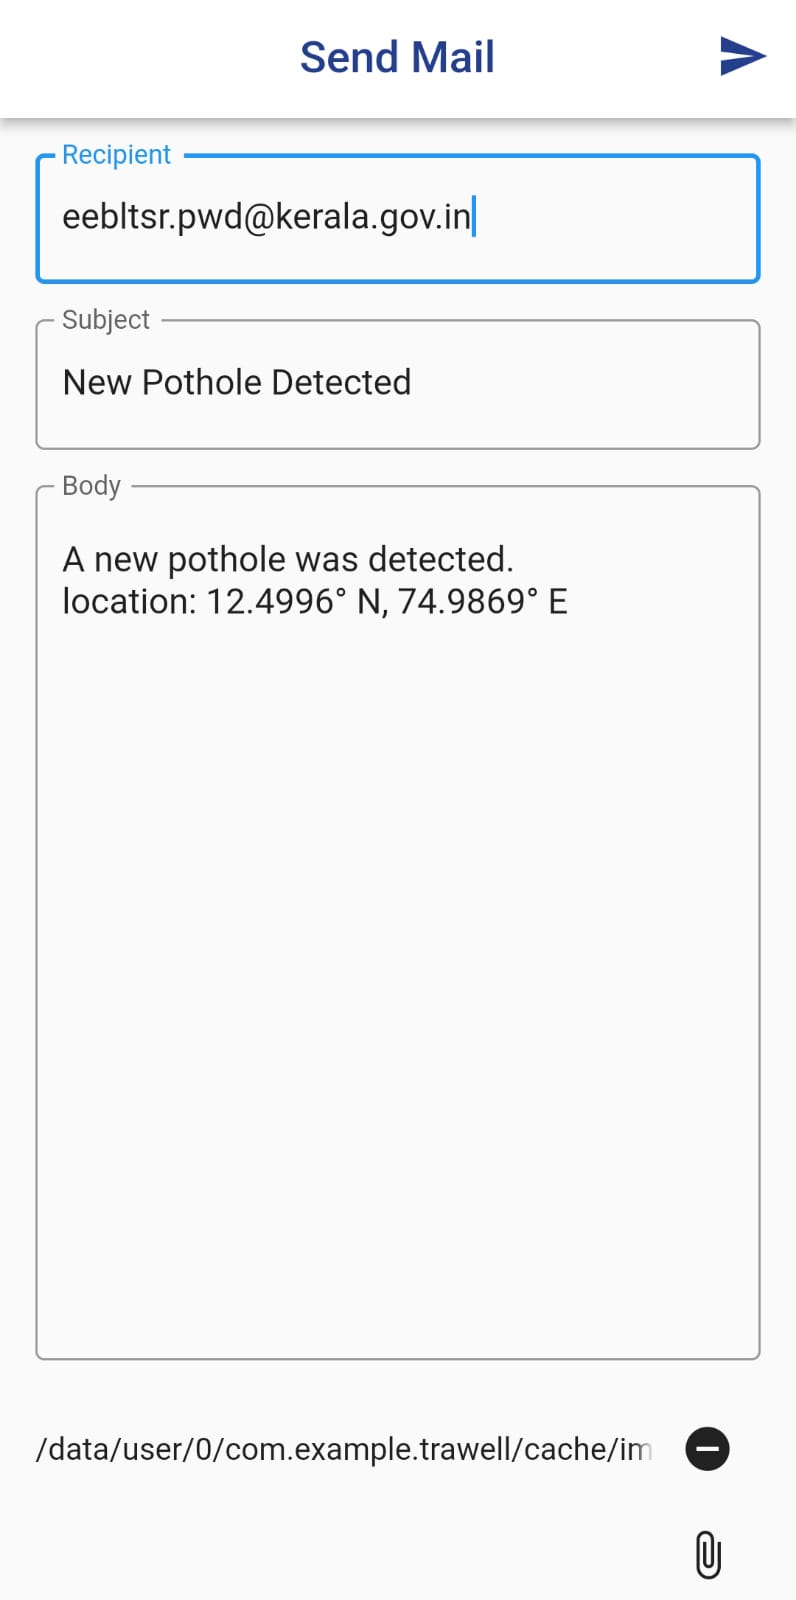 Send Mail
Recipient
eebltsr.pwd@kerala.gov.in
Subject
New Pothole Detected
Body
A new pothole was detected.
location: 12.4996° N, 74.9869° E
/data/user/0/com.example.trawell/cache/im